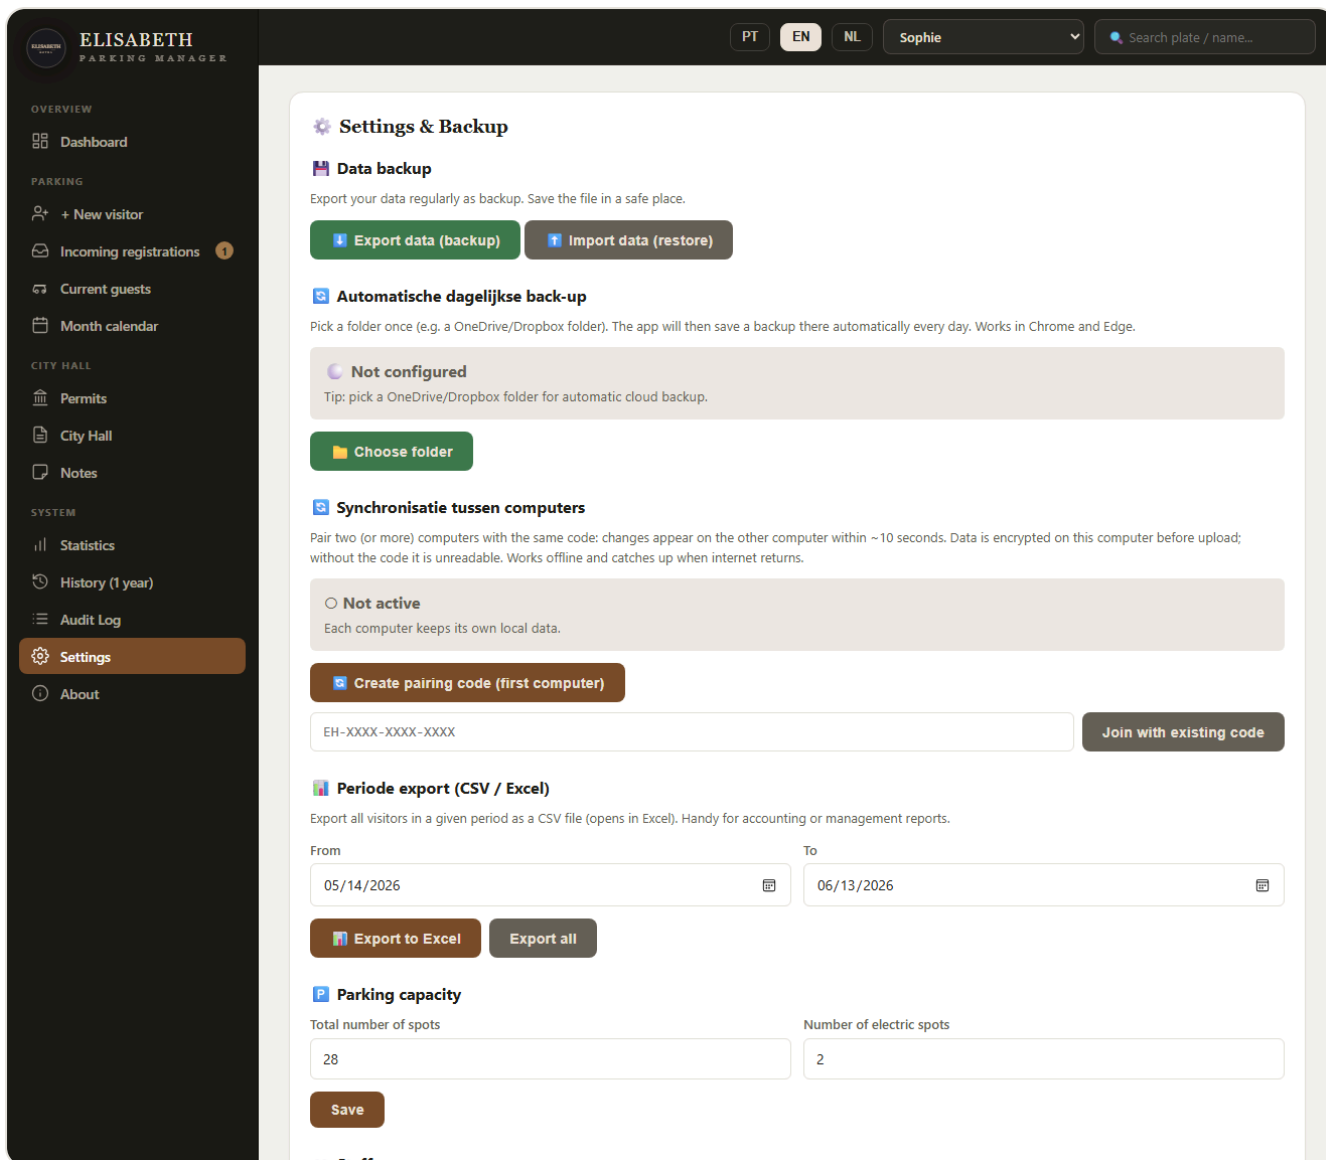 ELISABETH
PARKING MANAGER
ELISABETH
HOTEL
PT
EN
NL
Sophie
Search plate / name...
OVERVIEW
Dashboard
PARKING
+ New visitor
Incoming registrations
1
Current guests
Month calendar
CITY HALL
Permits
City Hall
Notes
SYSTEM
Statistics
History (1 year)
Audit Log
Settings
About
Settings & Backup
Data backup
Export your data regularly as backup. Save the file in a safe place.
Export data (backup)
Import data (restore)
Automatische dagelijkse back-up
Pick a folder once (e.g. a OneDrive/Dropbox folder). The app will then save a backup there automatically every day. Works in Chrome and Edge.
Not configured
Tip: pick a OneDrive/Dropbox folder for automatic cloud backup.
Choose folder
Synchronisatie tussen computers
Pair two (or more) computers with the same code: changes appear on the other computer within ~10 seconds. Data is encrypted on this computer before upload;
without the code it is unreadable. Works offline and catches up when internet returns.
Not active
Each computer keeps its own local data.
Create pairing code (first computer)
EH-XXXX-XXXX-XXXX
Join with existing code
Periode export (CSV / Excel)
Export all visitors in a given period as a CSV file (opens in Excel). Handy for accounting or management reports.
From
To
05/14/2026
06/13/2026
Export to Excel
Export all
P
Parking capacity
Total number of spots
Number of electric spots
28
2
Save